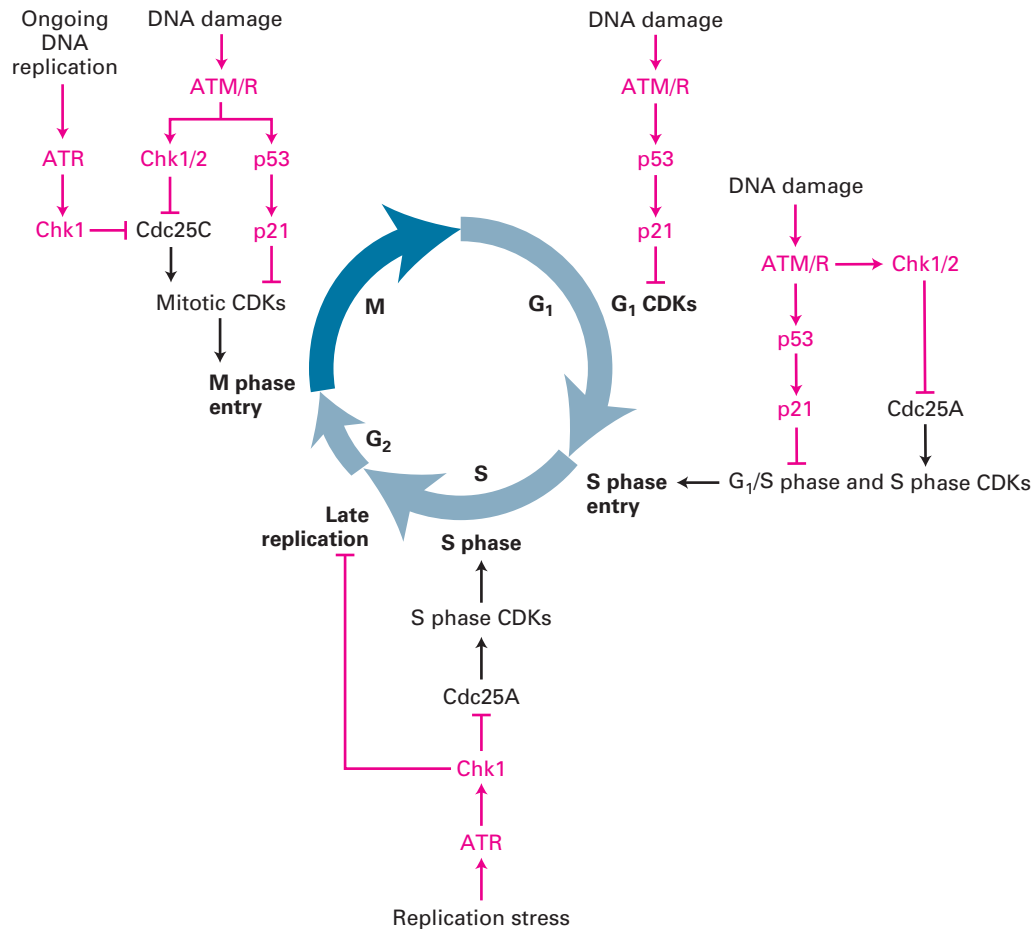 Ongoing
DNA
replication
ATR
Chk1
DNA damage
ATM/R
Chk1/2
p53
Cdc25C
p21
Mitotic CDKs
M phase
entry
DNA damage
ATM/R
p53
p21
G₁ CDKs
DNA damage
ATM/R
Chk1/2
p53
p21
Cdc25A
G₁/S phase and S phase CDKs
S phase
entry
M
G₁
G₂
S
Late
replication
S phase
S phase CDKs
Cdc25A
Chk1
ATR
Replication stress